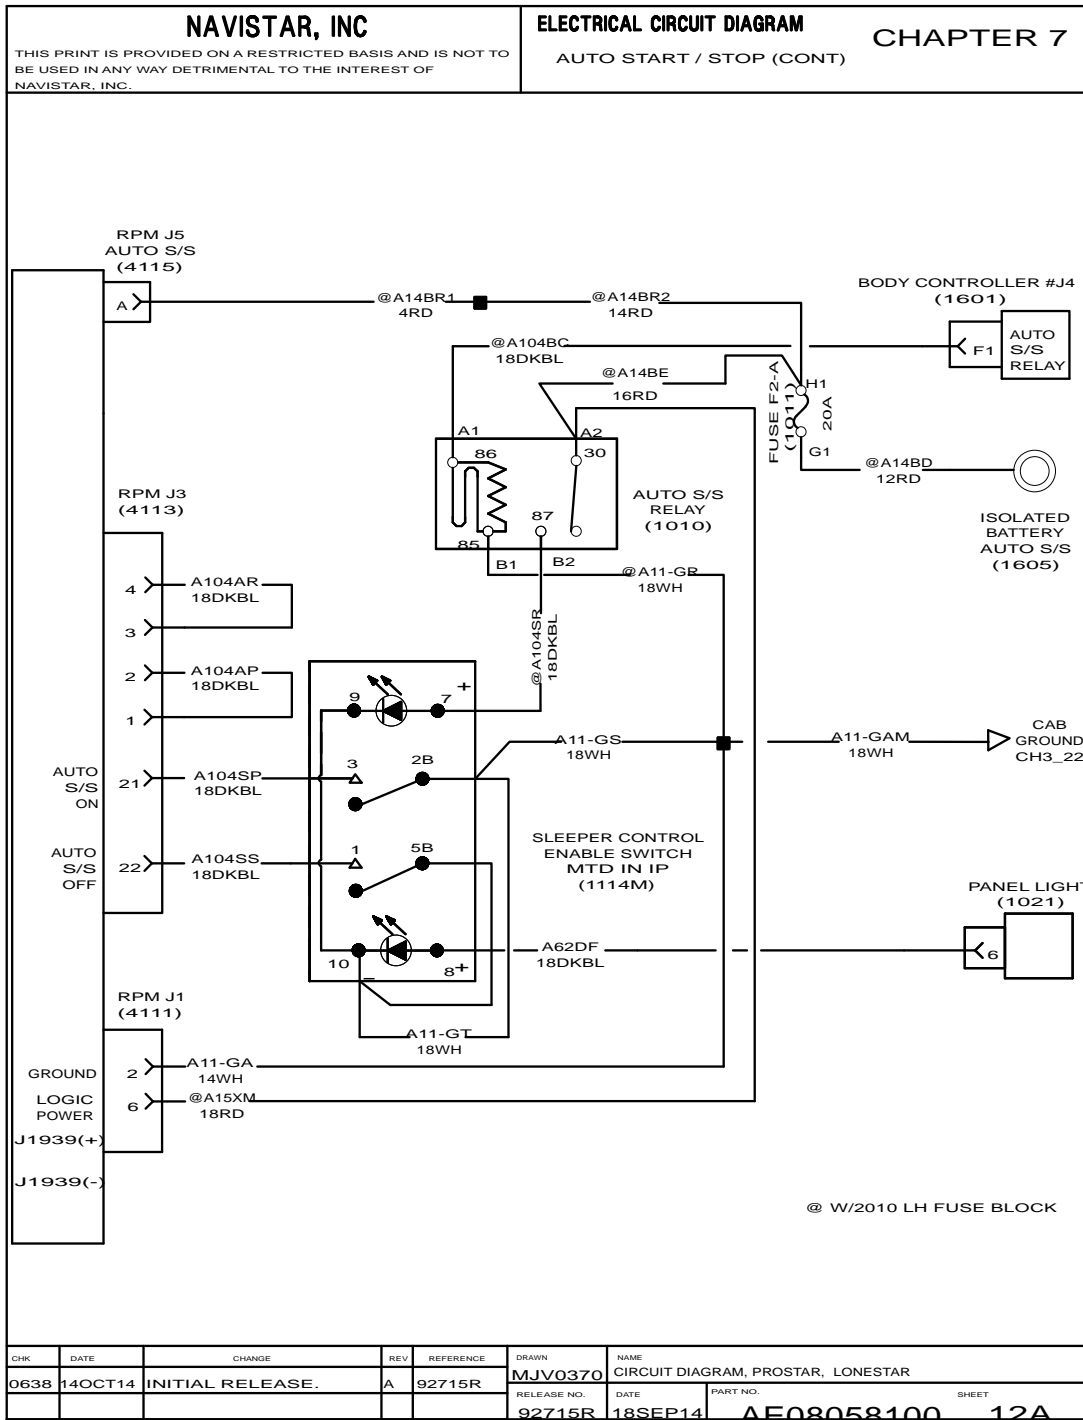 NAVISTAR, INC
THIS PRINT IS PROVIDED ON A RESTRICTED BASIS AND IS NOT TO
BE USED IN ANY WAY DETRIMENTAL TO THE INTEREST OF
NAVISTAR, INC.
ELECTRICAL CIRCUIT DIAGRAM
AUTO START / STOP (CONT)
CHAPTER 7
RPM J5
AUTO S/S
(4115)
A
@A14BR1
4RD
@A14BR2
14RD
BODY CONTROLLER #J4
(1601)
F1
AUTO
S/S
RELAY
@A104BC
18DKBL
@A14BE
16RD
FUSE F2-A
(1011)
H1
20A
G1
@A14BD
12RD
ISOLATED
BATTERY
AUTO S/S
(1605)
A1
A2
86
30
87
85
B1
B2
AUTO S/S
RELAY
(1010)
@A11-GR
18WH
@A104SR
18DKBL
RPM J3
(4113)
4
A104AR
18DKBL
3
2
A104AP
18DKBL
1
AUTO
S/S
ON
21
A104SP
18DKBL
AUTO
S/S
OFF
22
A104SS
18DKBL
9
7
+
3
2B
1
5B
10
8
+
–
A11-GS
18WH
A11-GAM
18WH
CAB
GROUND
CH3_22
SLEEPER CONTROL
ENABLE SWITCH
MTD IN IP
(1114M)
PANEL LIGHT
(1021)
6
A62DF
18DKBL
A11-GT
18WH
RPM J1
(4111)
GROUND
2
A11-GA
14WH
LOGIC
POWER
6
@A15XM
18RD
J1939(+)
J1939(-)
@ W/2010 LH FUSE BLOCK
CHK DATE CHANGE REV REFERENCE
0638 14OCT14 INITIAL RELEASE. A 92715R
DRAWN
MJV0370
NAME
CIRCUIT DIAGRAM, PROSTAR, LONESTAR
RELEASE NO. DATE PART NO. SHEET
92715R 18SEP14 AE08058100 12A